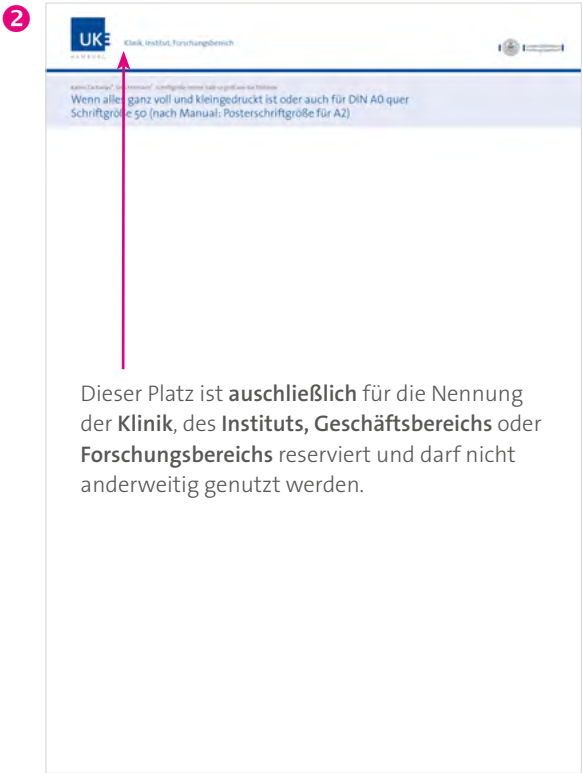 2
UKE
HAMBURG
Klinik, Institut, Forschungsbereich
Wenn alles ganz voll und kleingedruckt ist oder auch für DIN A0 quer
Schriftgröße 50 (nach Manual: Posterschriftgröße für A2)
Dieser Platz ist auschließlich für die Nennung
der Klinik, des Instituts, Geschäftsbereichs oder
Forschungsbereichs reserviert und darf nicht
anderweitig genutzt werden.